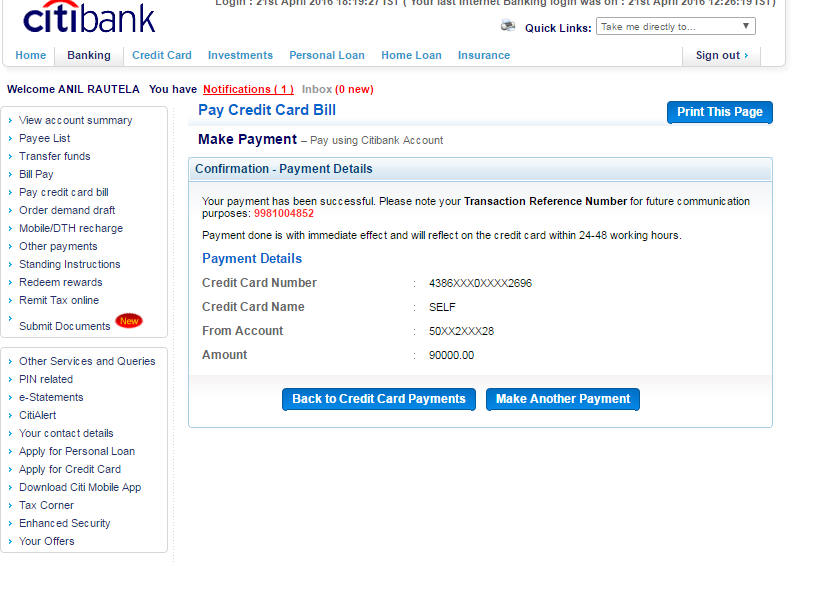 Login : 21st April 2016 18:19:27 IST ( Your last Internet Banking login was on : 21st April 2016 12:26:19 IST)
citibank
Quick Links: Take me directly to...
Home Banking Credit Card Investments Personal Loan Home Loan Insurance Sign out
Welcome ANIL RAUTELA You have Notifications ( 1 ) Inbox (0 new)
View account summary
Payee List
Transfer funds
Bill Pay
Pay credit card bill
Order demand draft
Mobile/DTH recharge
Other payments
Standing Instructions
Redeem rewards
Remit Tax online
Submit Documents New
Other Services and Queries
PIN related
e-Statements
CitiAlert
Your contact details
Apply for Personal Loan
Apply for Credit Card
Download Citi Mobile App
Tax Corner
Enhanced Security
Your Offers
Pay Credit Card Bill
Print This Page
Make Payment – Pay using Citibank Account
Confirmation - Payment Details
Your payment has been successful. Please note your Transaction Reference Number for future communication
purposes: 9981004852
Payment done is with immediate effect and will reflect on the credit card within 24-48 working hours.
Payment Details
Credit Card Number : 4386XXX0XXXX2696
Credit Card Name : SELF
From Account : 50XX2XXX28
Amount : 90000.00
Back to Credit Card Payments Make Another Payment